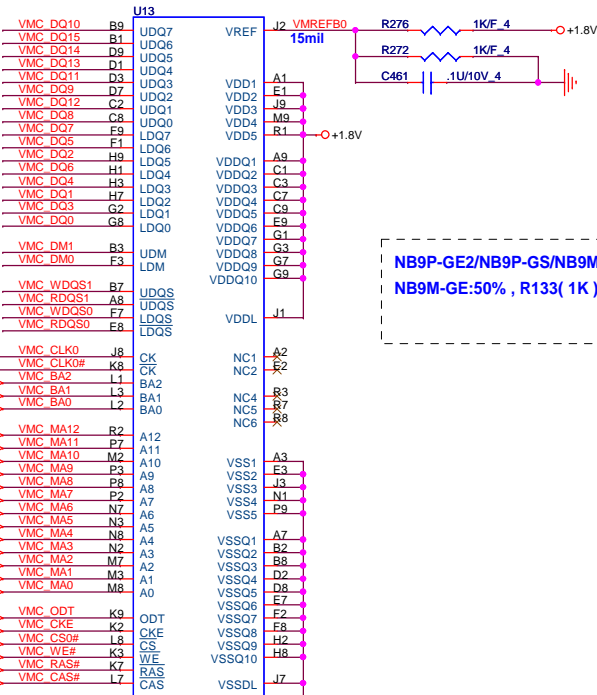 U13
VMC_DQ10 B9 UDQ7 VREF J2 VMREFB0 R276 1K/F_4 +1.8V
VMC_DQ15 B1 UDQ6 15mil
VMC_DQ14 D9 UDQ5 R272 1K/F_4
VMC_DQ13 D1 UDQ4
VMC_DQ11 D3 UDQ3 VDD1 A1 C461 .1U/10V_4
VMC_DQ9 D7 UDQ2 VDD2 E1
VMC_DQ12 C2 UDQ1 VDD3 J9
VMC_DQ8 C8 UDQ0 VDD4 M9
VMC_DQ7 F9 LDQ7 VDD5 R1 +1.8V
VMC_DQ5 F1 LDQ6
VMC_DQ2 H9 LDQ5 VDDQ1 A9
VMC_DQ6 H1 LDQ4 VDDQ2 C1
VMC_DQ4 H3 LDQ3 VDDQ3 C3
VMC_DQ1 H7 LDQ2 VDDQ4 C7
VMC_DQ3 G2 LDQ1 VDDQ5 C9
VMC_DQ0 G8 LDQ0 VDDQ6 E9
VDDQ7 G1
VMC_DM1 B3 UDM VDDQ8 G3
VMC_DM0 F3 LDM VDDQ9 G7
VDDQ10 G9
NB9P-GE2/NB9P-GS/NB9M
NB9M-GE:50% , R133( 1K )
VMC_WDQS1 B7 UDQS
VMC_RDQS1 A8 UDQS
VMC_WDQS0 F7 LDQS VDDL J1
VMC_RDQS0 E8 LDQS
VMC_CLK0 J8 CK NC1 A2
VMC_CLK0# K8 CK NC2 E2
VMC_BA2 L1 BA2
VMC_BA1 L3 BA1 NC4 R3
VMC_BA0 L2 BA0 NC5 R7
NC6 R8
VMC_MA12 R2 A12
VMC_MA11 P7 A11
VMC_MA10 M2 A10 VSS1 A3
VMC_MA9 P3 A9 VSS2 E3
VMC_MA8 P8 A8 VSS3 J3
VMC_MA7 P2 A7 VSS4 N1
VMC_MA6 N7 A6 VSS5 P9
VMC_MA5 N3 A5
VMC_MA4 N8 A4 VSSQ1 A7
VMC_MA3 N2 A3 VSSQ2 B2
VMC_MA2 M7 A2 VSSQ3 B8
VMC_MA1 M3 A1 VSSQ4 D2
VMC_MA0 M8 A0 VSSQ5 D8
VSSQ6 E7
VMC_ODT K9 ODT VSSQ7 F2
VMC_CKE K2 CKE VSSQ8 F8
VMC_CS0# L8 CS VSSQ9 H2
VMC_WE# K3 WE VSSQ10 H8
VMC_RAS# K7 RAS
VMC_CAS# L7 CAS VSSDL J7